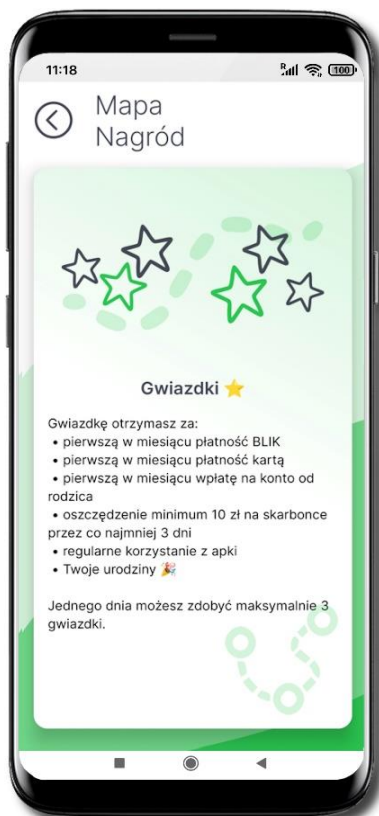 11:18
R
100
Mapa
Nagród
Gwiazdki ⭐
Gwiazdkę otrzymasz za:
• pierwszą w miesiącu płatność BLIK
• pierwszą w miesiącu płatność kartą
• pierwszą w miesiącu wpłatę na konto od
rodzica
• oszczędzenie minimum 10 zł na skarbonce
przez co najmniej 3 dni
• regularne korzystanie z apki
• Twoje urodziny 🎉
Jednego dnia możesz zdobyć maksymalnie 3
gwiazdki.